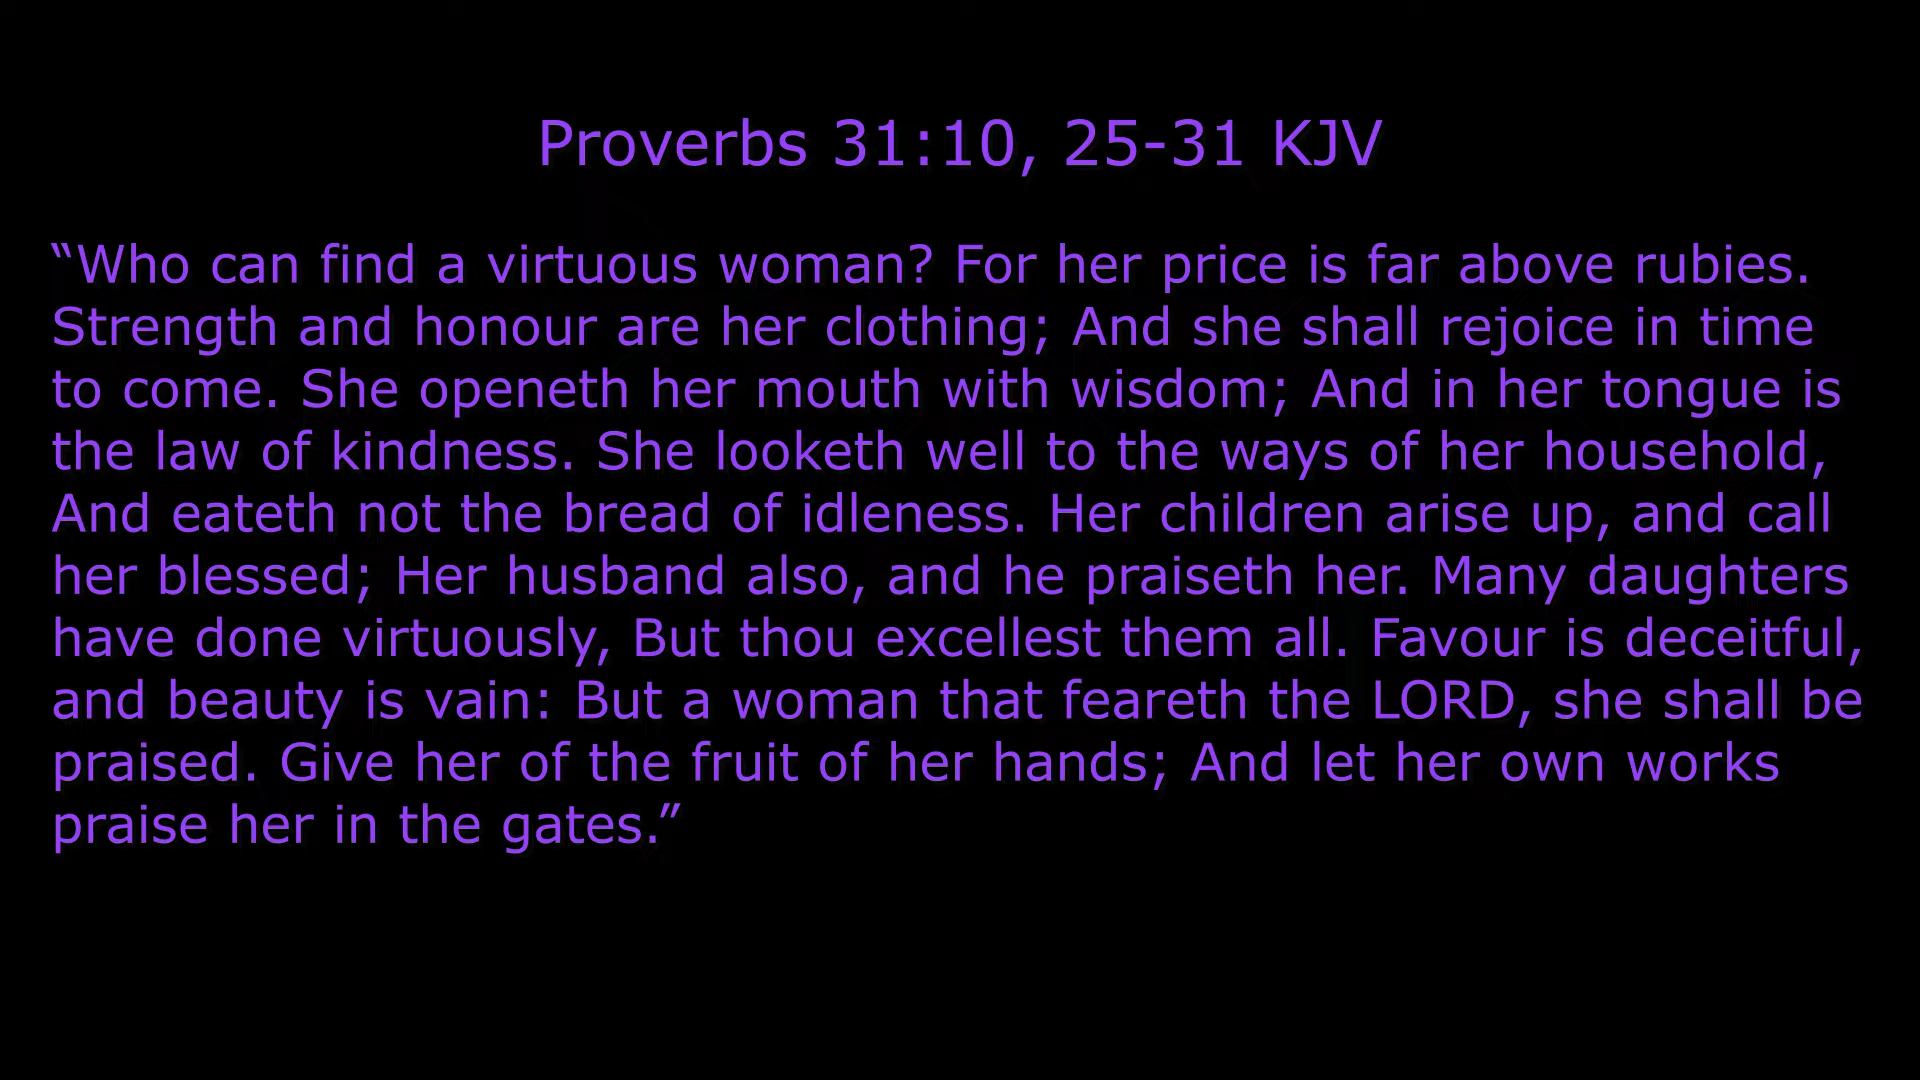 Proverbs 31:10, 25-31 KJV
“Who can find a virtuous woman? For her price is far above rubies.
Strength and honour are her clothing; And she shall rejoice in time
to come. She openeth her mouth with wisdom; And in her tongue is
the law of kindness. She looketh well to the ways of her household,
And eateth not the bread of idleness. Her children arise up, and call
her blessed; Her husband also, and he praiseth her. Many daughters
have done virtuously, But thou excellest them all. Favour is deceitful,
and beauty is vain: But a woman that feareth the LORD, she shall be
praised. Give her of the fruit of her hands; And let her own works
praise her in the gates.”